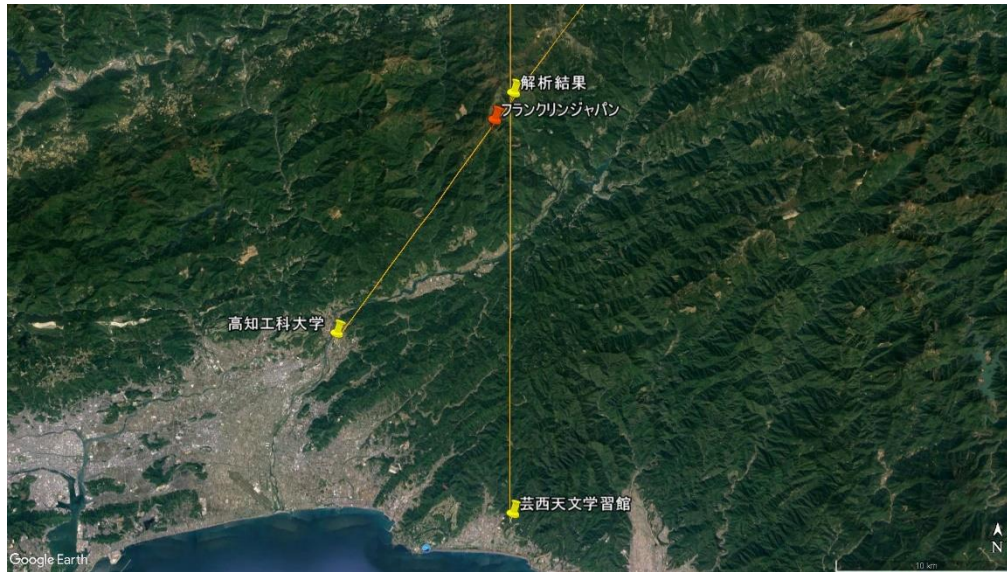 解析結果
フランクリンジャパン
高知工科大学
芸西天文学習館
Google Earth
N
10 km